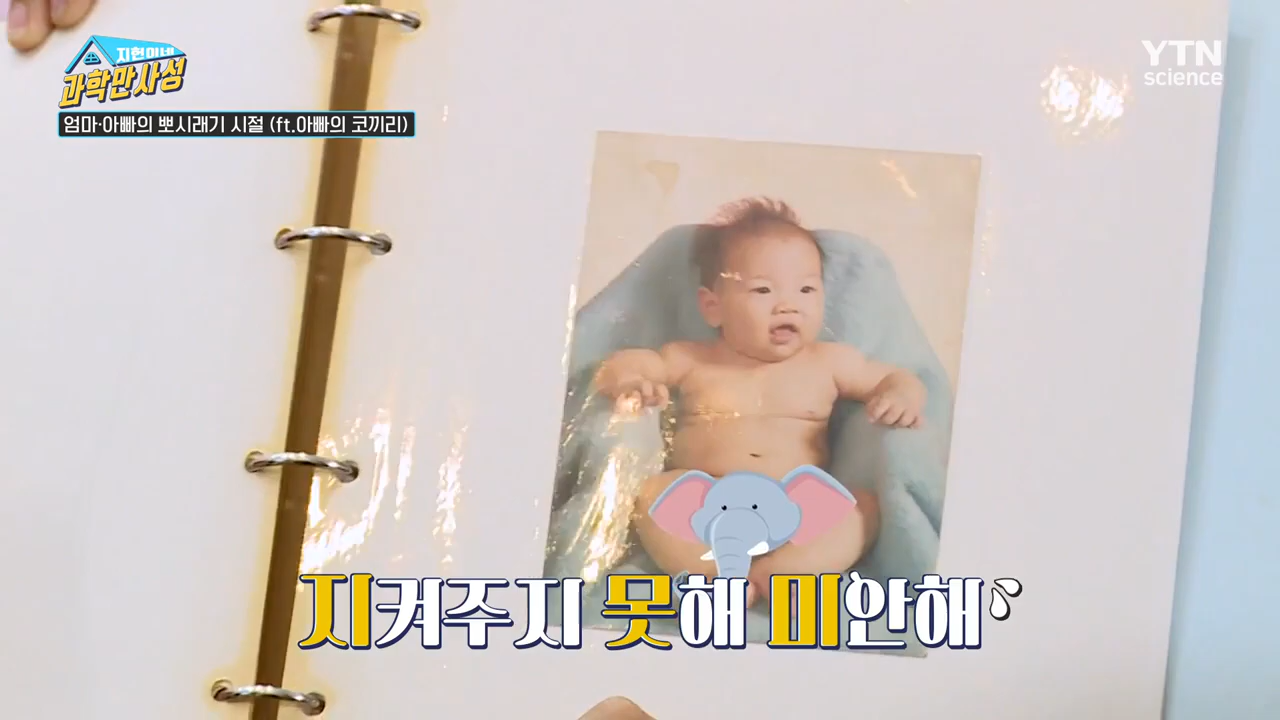 지헌이네
과학만사성
YTN
science
엄마·아빠의 뽀시래기 시절 (ft.아빠의 코끼리)
지켜주지 못해 미안해